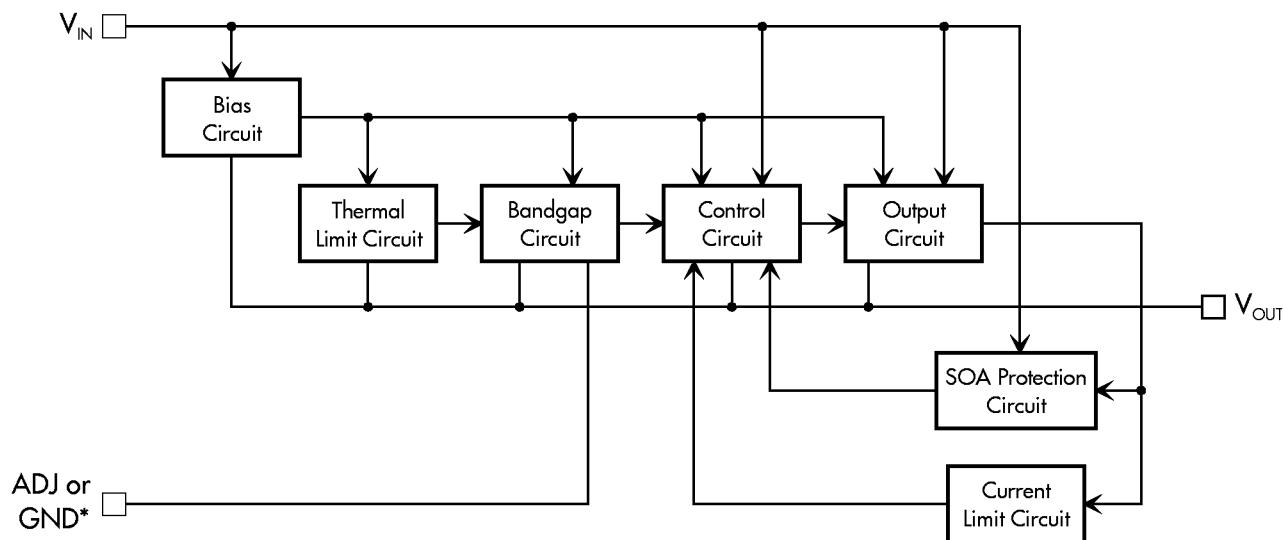 VIN
Bias
Circuit
Thermal
Limit Circuit
Bandgap
Circuit
Control
Circuit
Output
Circuit
VOUT
SOA Protection
Circuit
ADJ or
GND*
Current
Limit Circuit